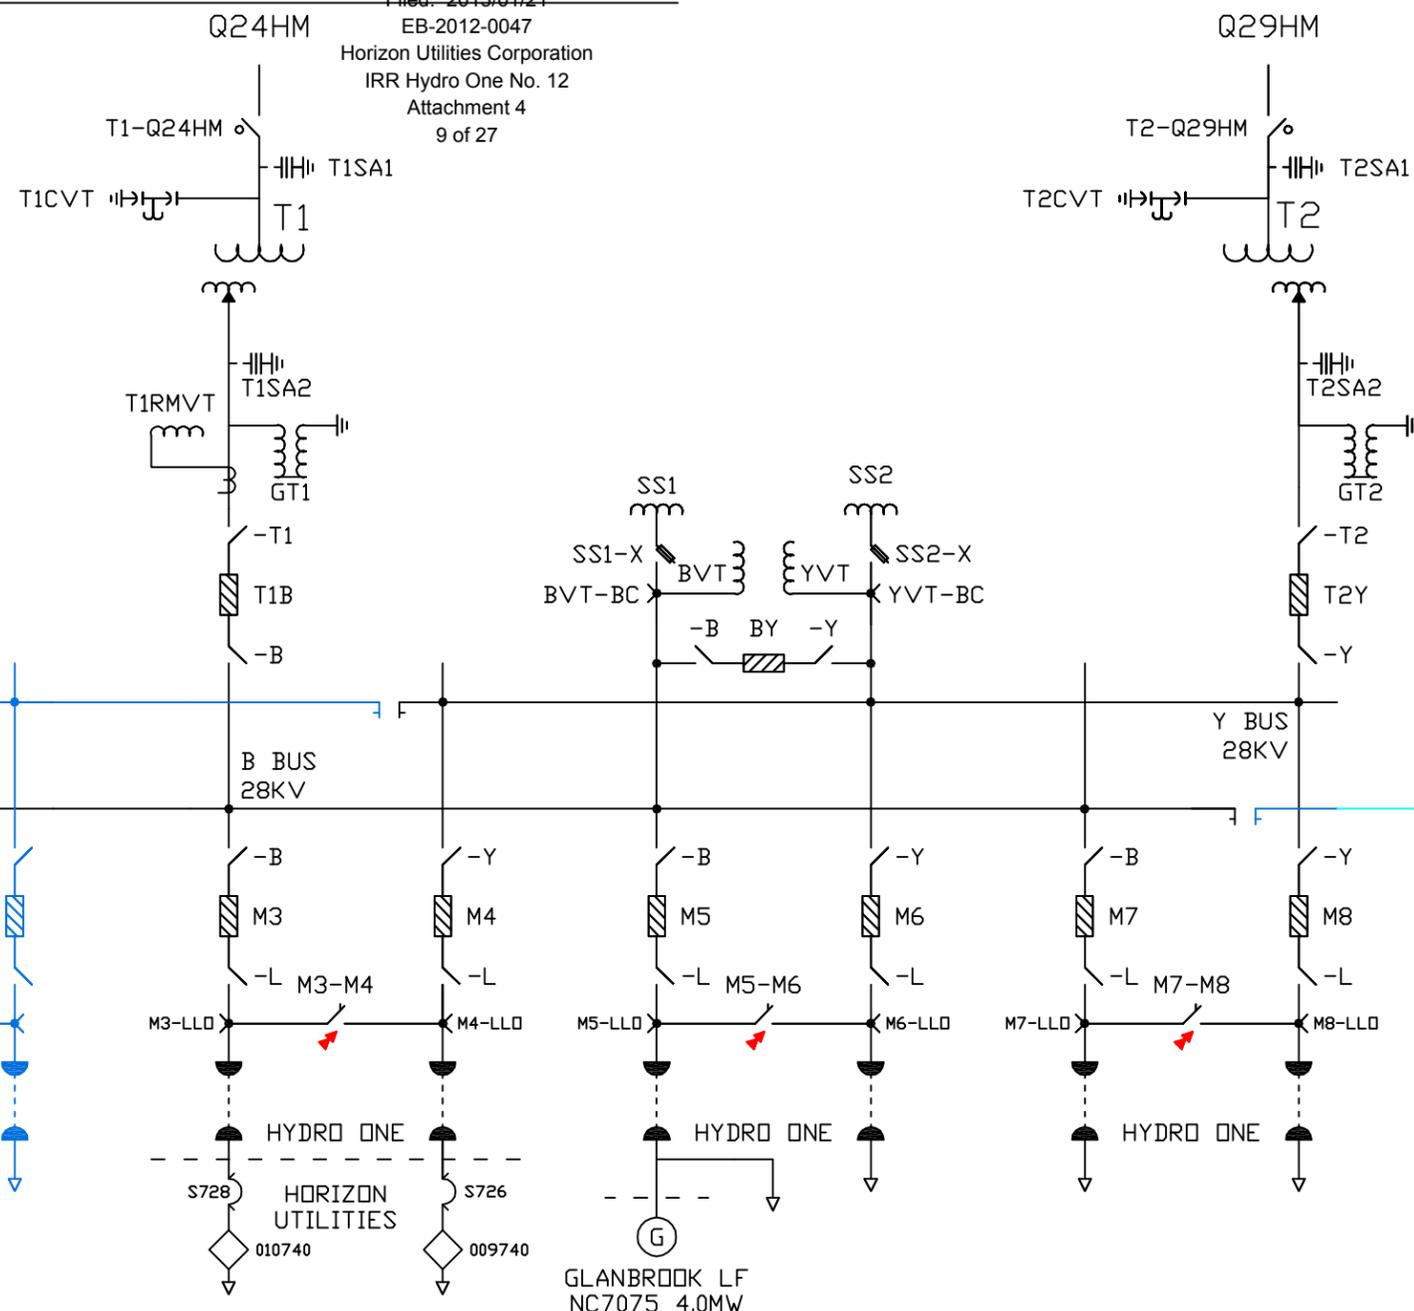 Filed: 2013/01/21
EB-2012-0047
Horizon Utilities Corporation
IRR Hydro One No. 12
Attachment 4
9 of 27
Q24HM
Q29HM
T1-Q24HM
T2-Q29HM
T1SA1
T2SA1
T1CVT
T2CVT
T1
T2
T1SA2
T2SA2
T1RMVT
GT1
GT2
SS1
SS2
-T1
-T2
SS1-X
SS2-X
BVT
YVT
T1B
BVT-BC
YVT-BC
T2Y
-B
BY
-Y
-B
-Y
Y BUS
28KV
B BUS
28KV
-B
-Y
-B
-Y
-B
-Y
M3
M4
M5
M6
M7
M8
-L
M3-M4
-L
-L
M5-M6
-L
-L
M7-M8
-L
M3-LLO
M4-LLO
M5-LLO
M6-LLO
M7-LLO
M8-LLO
HYDRO ONE
HYDRO ONE
HYDRO ONE
S728
HORIZON
UTILITIES
S726
010740
009740
G
GLANBROOK LF
NC7075 4.0MW